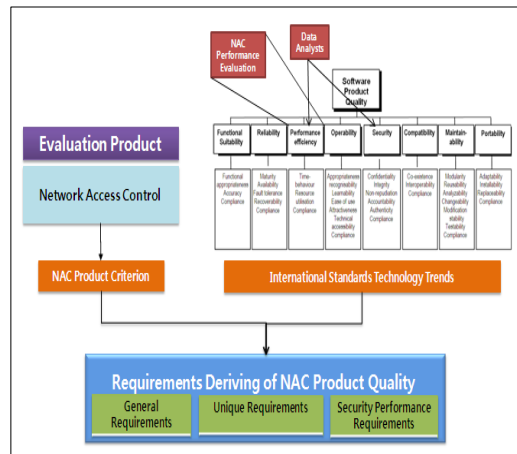 NAC
Performance
Evaluation
Data
Analysts
Software
Product
Quality
Evaluation Product
Network Access Control
NAC Product Criterion
Functional
Suitability
Reliability
Performance
efficiency
Operability
Security
Compatibility
Maintain-
ability
Portability
Functional
appropriateness
Accuracy
Compliance
Maturity
Availability
Fault tolerance
Recoverability
Compliance
Time-
behaviour
Resource
utilisation
Compliance
Appropriateness
recognisability
Learnability
Ease of use
Attractiveness
Technical
accessibility
Compliance
Confidentiality
Integrity
Non-repudiation
Accountability
Authenticity
Compliance
Co-existence
Interoperability
Compliance
Modularity
Reusability
Analyzability
Changeability
Modification
stability
Testability
Compliance
Adaptability
Installability
Replaceability
Compliance
International Standards Technology Trends
Requirements Deriving of NAC Product Quality
General
Requirements
Unique Requirements
Security Performance
Requirements